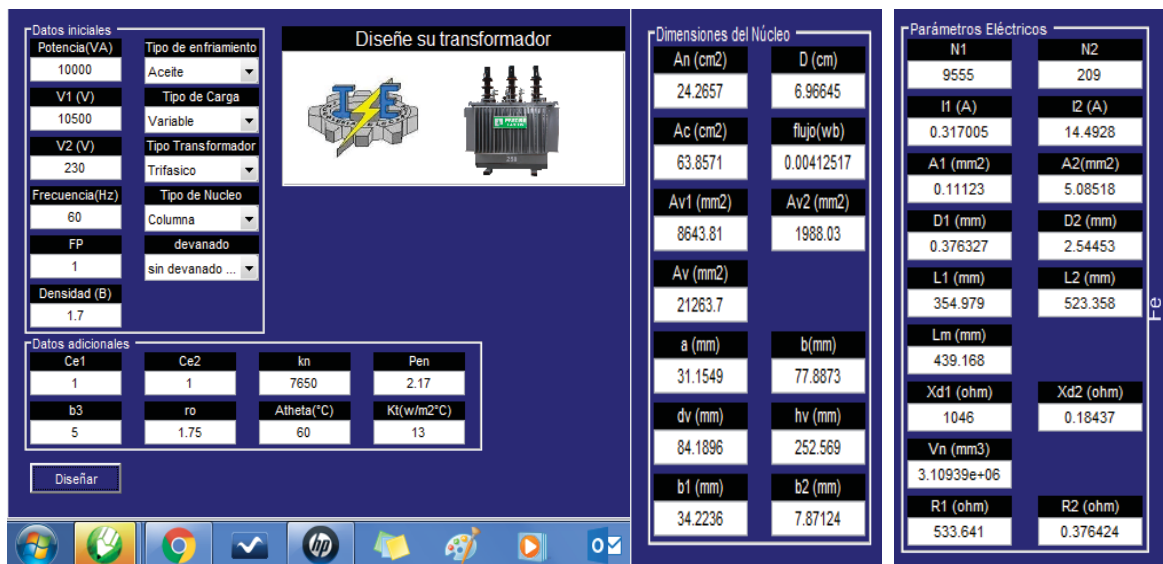 Datos iniciales
Potencia(VA) Tipo de enfriamiento
10000 Aceite
V1 (V) Tipo de Carga
10500 Variable
V2 (V) Tipo Transformador
230 Trifasico
Frecuencia(Hz) Tipo de Nucleo
60 Columna
FP devanado
1 sin devanado ...
Densidad (B)
1.7
Diseñe su transformador
Datos adicionales
Ce1 Ce2 kn Pen
1 1 7650 2.17
b3 ro Atheta(°C) Kt(w/m2°C)
5 1.75 60 13
Diseñar
Dimensiones del Núcleo
An (cm2) D (cm)
24.2657 6.96645
Ac (cm2) flujo(wb)
63.8571 0.00412517
Av1 (mm2) Av2 (mm2)
8643.81 1988.03
Av (mm2)
21263.7
a (mm) b(mm)
31.1549 77.8873
dv (mm) hv (mm)
84.1896 252.569
b1 (mm) b2 (mm)
34.2236 7.87124
Parámetros Eléctricos
N1 N2
9555 209
I1 (A) I2 (A)
0.317005 14.4928
A1 (mm2) A2(mm2)
0.11123 5.08518
D1 (mm) D2 (mm)
0.376327 2.54453
L1 (mm) L2 (mm)
354.979 523.358
Lm (mm)
439.168
Xd1 (ohm) Xd2 (ohm)
1046 0.18437
Vn (mm3)
3.10939e+06
R1 (ohm) R2 (ohm)
533.641 0.376424
Fe
hp